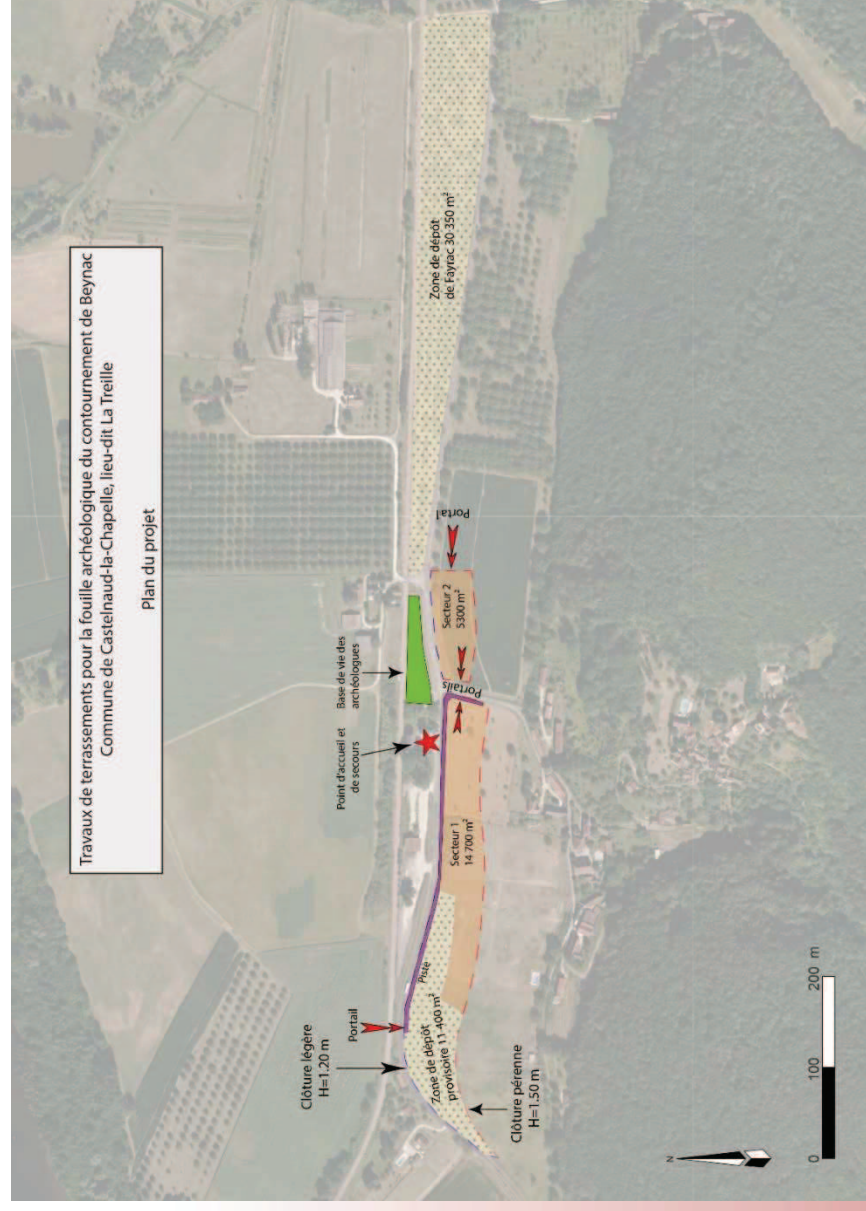 Travaux de terrassements pour la fouille archéologique du contournement de Beynac
Commune de Castelnaud-la-Chapelle, lieu-dit La Treille
Plan du projet
Clôture légère
H=1.20 m
Portail
Point d'accueil et
de secours
Base de vie des
archéologues
Zone de dépôt
de Fayrac 30 350 m²
Piste
Zone de dépôt
provisoire 11 400 m²
Secteur 1
14 700 m²
Portails
Secteur 2
5300 m²
Portail
Clôture pérenne
H=1.50 m
N
0 100 200 m